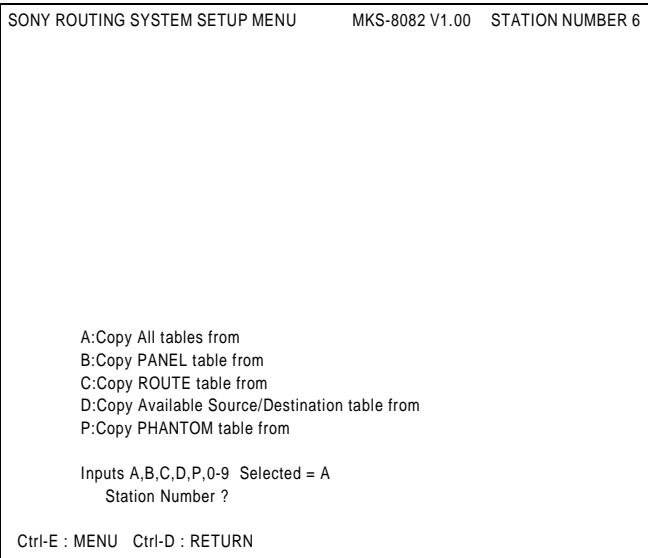 SONY ROUTING SYSTEM SETUP MENU MKS-8082 V1.00 STATION NUMBER 6
A:Copy All tables from
B:Copy PANEL table from
C:Copy ROUTE table from
D:Copy Available Source/Destination table from
P:Copy PHANTOM table from
Inputs A,B,C,D,P,0-9 Selected = A
Station Number ?
Ctrl-E : MENU Ctrl-D : RETURN